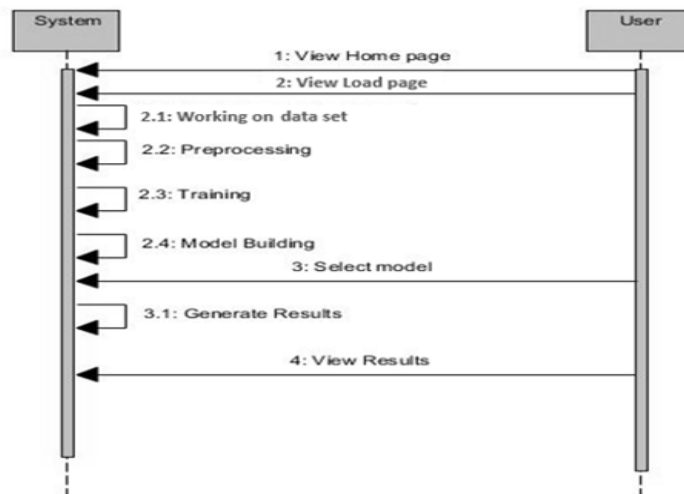 System
User
1: View Home page
2: View Load page
2.1: Working on data set
2.2: Preprocessing
2.3: Training
2.4: Model Building
3: Select model
3.1: Generate Results
4: View Results